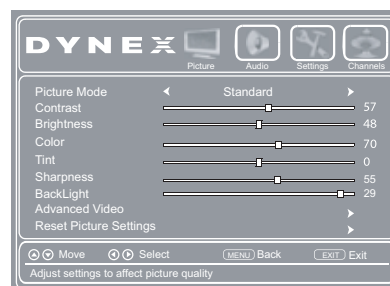 DYNEX
Picture Audio Settings Channels
Picture Mode Standard
Contrast 57
Brightness 48
Color 70
Tint 0
Sharpness 55
BackLight 29
Advanced Video
Reset Picture Settings
Move Select MENU Back EXIT Exit
Adjust settings to affect picture quality